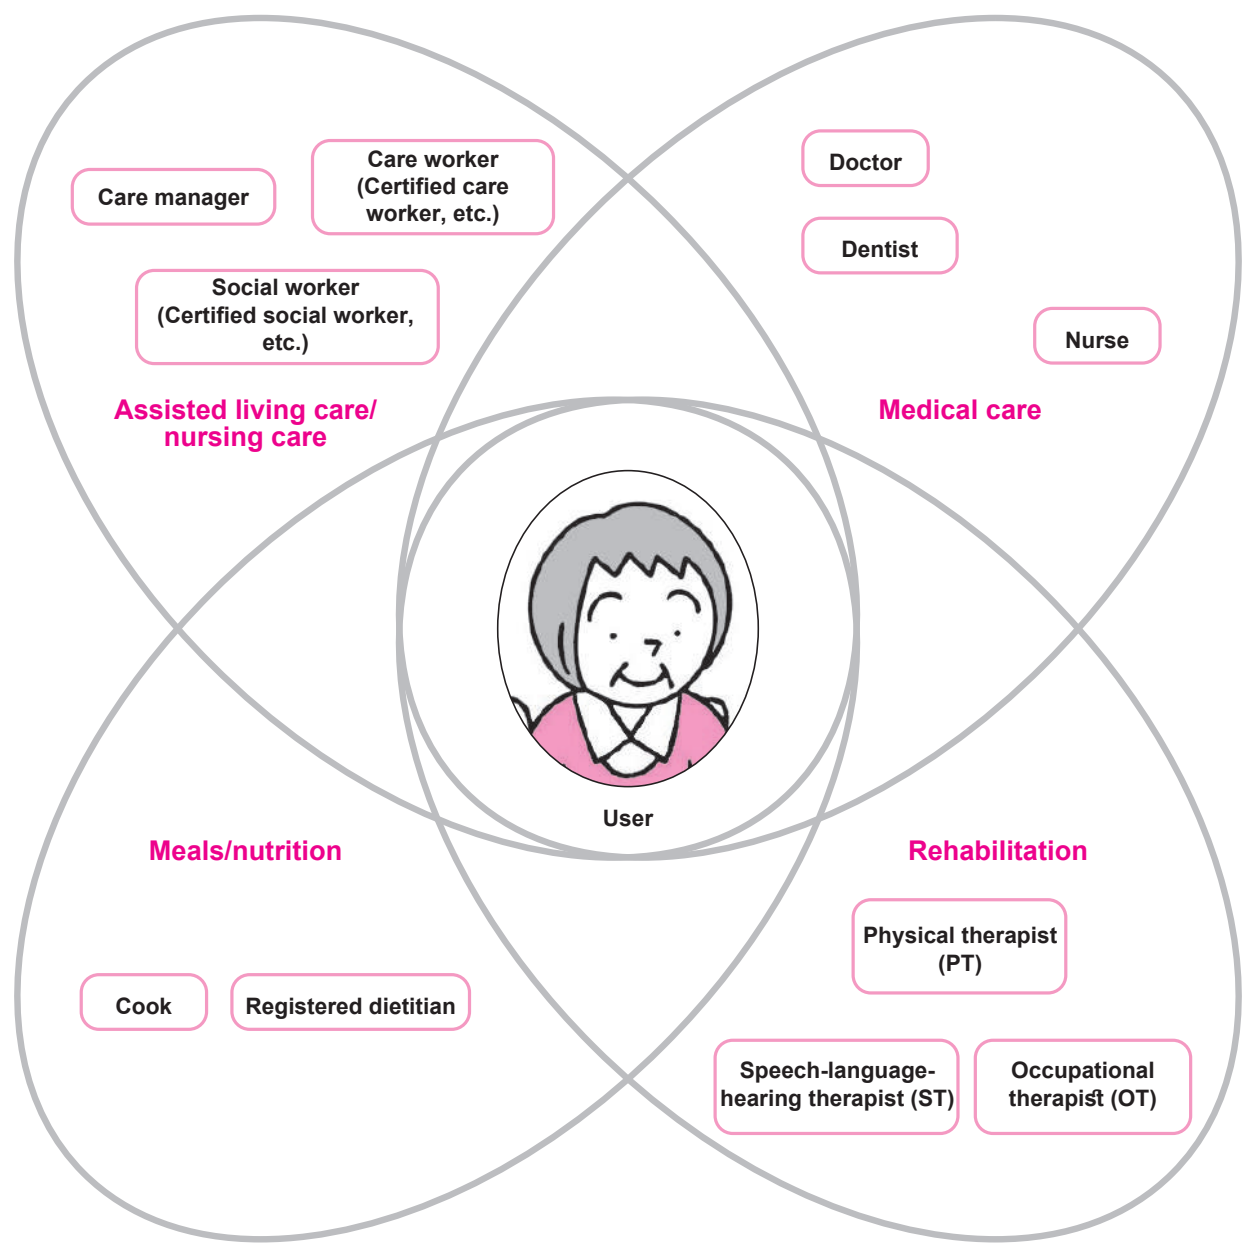 Care manager
Care worker
(Certified care
worker, etc.)
Social worker
(Certified social worker,
etc.)
Assisted living care/
nursing care
Doctor
Dentist
Nurse
Medical care
User
Meals/nutrition
Cook
Registered dietitian
Rehabilitation
Physical therapist
(PT)
Speech-language-
hearing therapist (ST)
Occupational
therapist (OT)